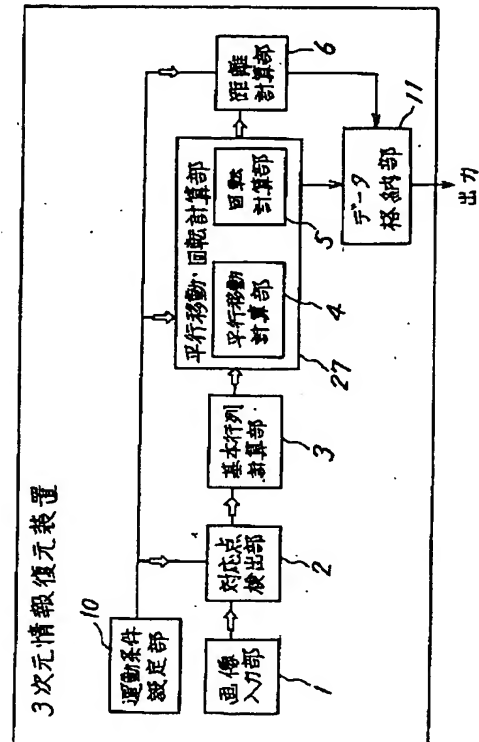 3次元情報復元装置
10
運動条件
設定部
画像
入力部
1
対応点
検出部
2
基本行列
計算部
3
平行移動・回転計算部
平行移動
計算部
4
回転
計算部
5
27
距離
計算部
6
データ
格納部
11
出力